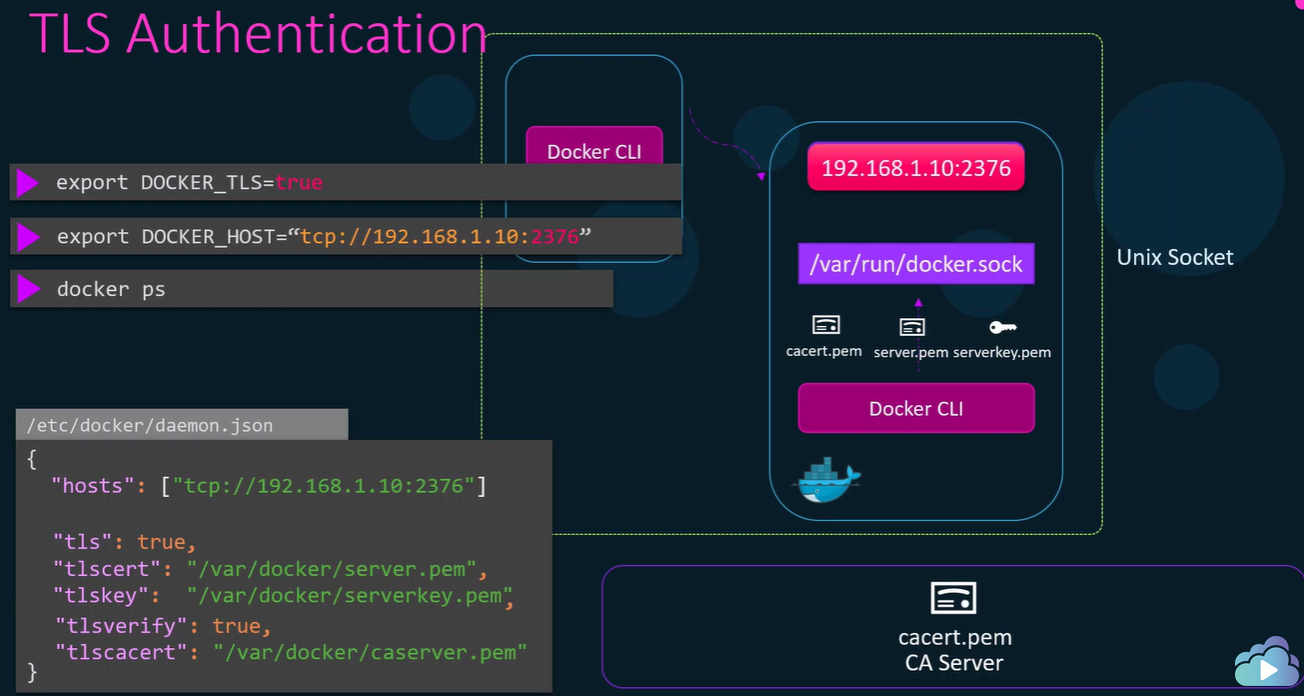 TLS Authentication
Docker CLI
export DOCKER_TLS=true
export DOCKER_HOST=“tcp://192.168.1.10:2376”
docker ps
192.168.1.10:2376
/var/run/docker.sock
Unix Socket
cacert.pem
server.pem
serverkey.pem
Docker CLI
/etc/docker/daemon.json
{
"hosts": ["tcp://192.168.1.10:2376"]
"tls": true,
"tlscert": "/var/docker/server.pem",
"tlskey": "/var/docker/serverkey.pem",
"tlsverify": true,
"tlscacert": "/var/docker/caserver.pem"
}
cacert.pem
CA Server